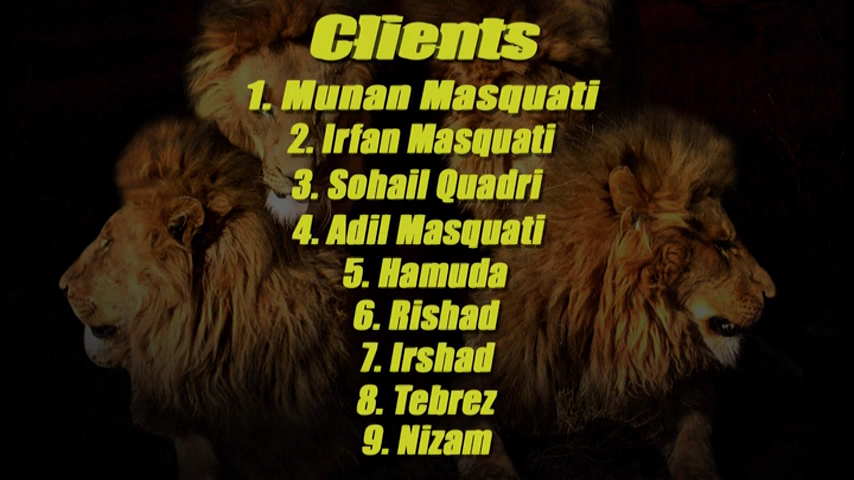 Clients
1. Munan Masquati
2. Irfan Masquati
3. Sohail Quadri
4. Adil Masquati
5. Hamuda
6. Rishad
7. Irshad
8. Tebrez
9. Nizam